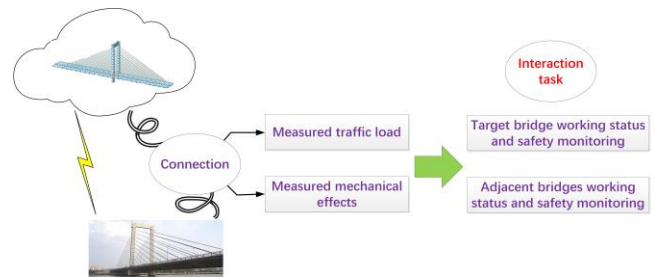 Interaction
task
Connection
Measured traffic load
Measured mechanical
effects
Target bridge working status
and safety monitoring
Adjacent bridges working
status and safety monitoring